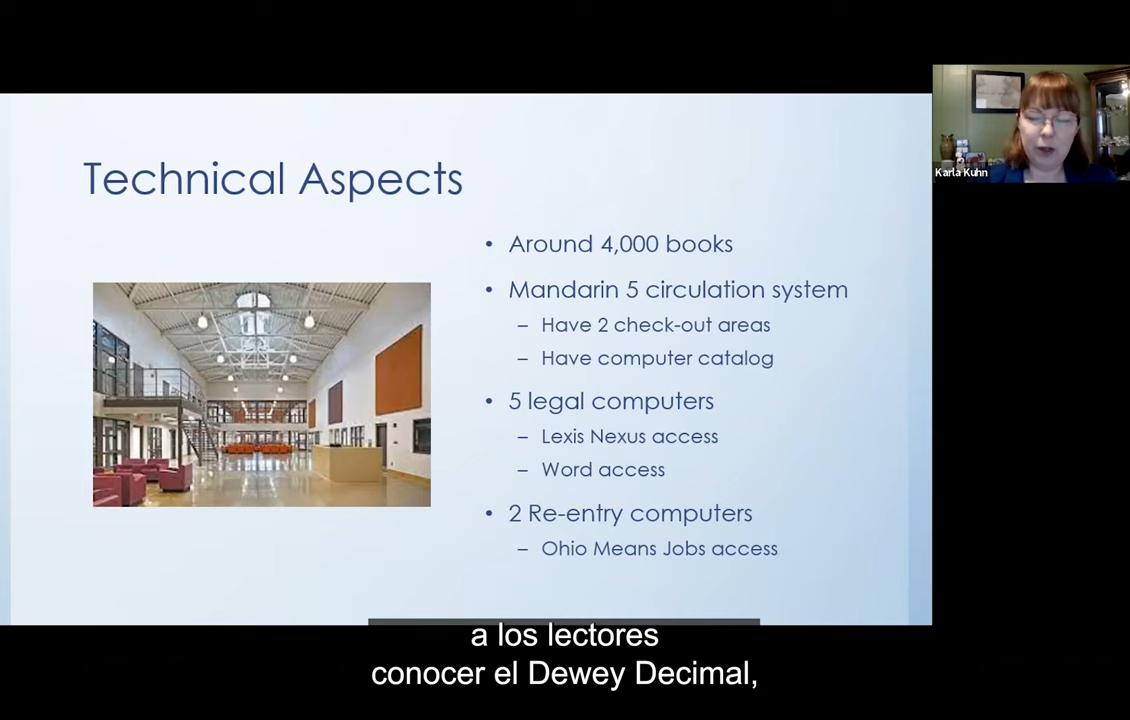 Technical Aspects
• Around 4,000 books
• Mandarin 5 circulation system
– Have 2 check-out areas
– Have computer catalog
• 5 legal computers
– Lexis Nexus access
– Word access
• 2 Re-entry computers
– Ohio Means Jobs access
Karla Kuhn
a los lectores
conocer el Dewey Decimal,